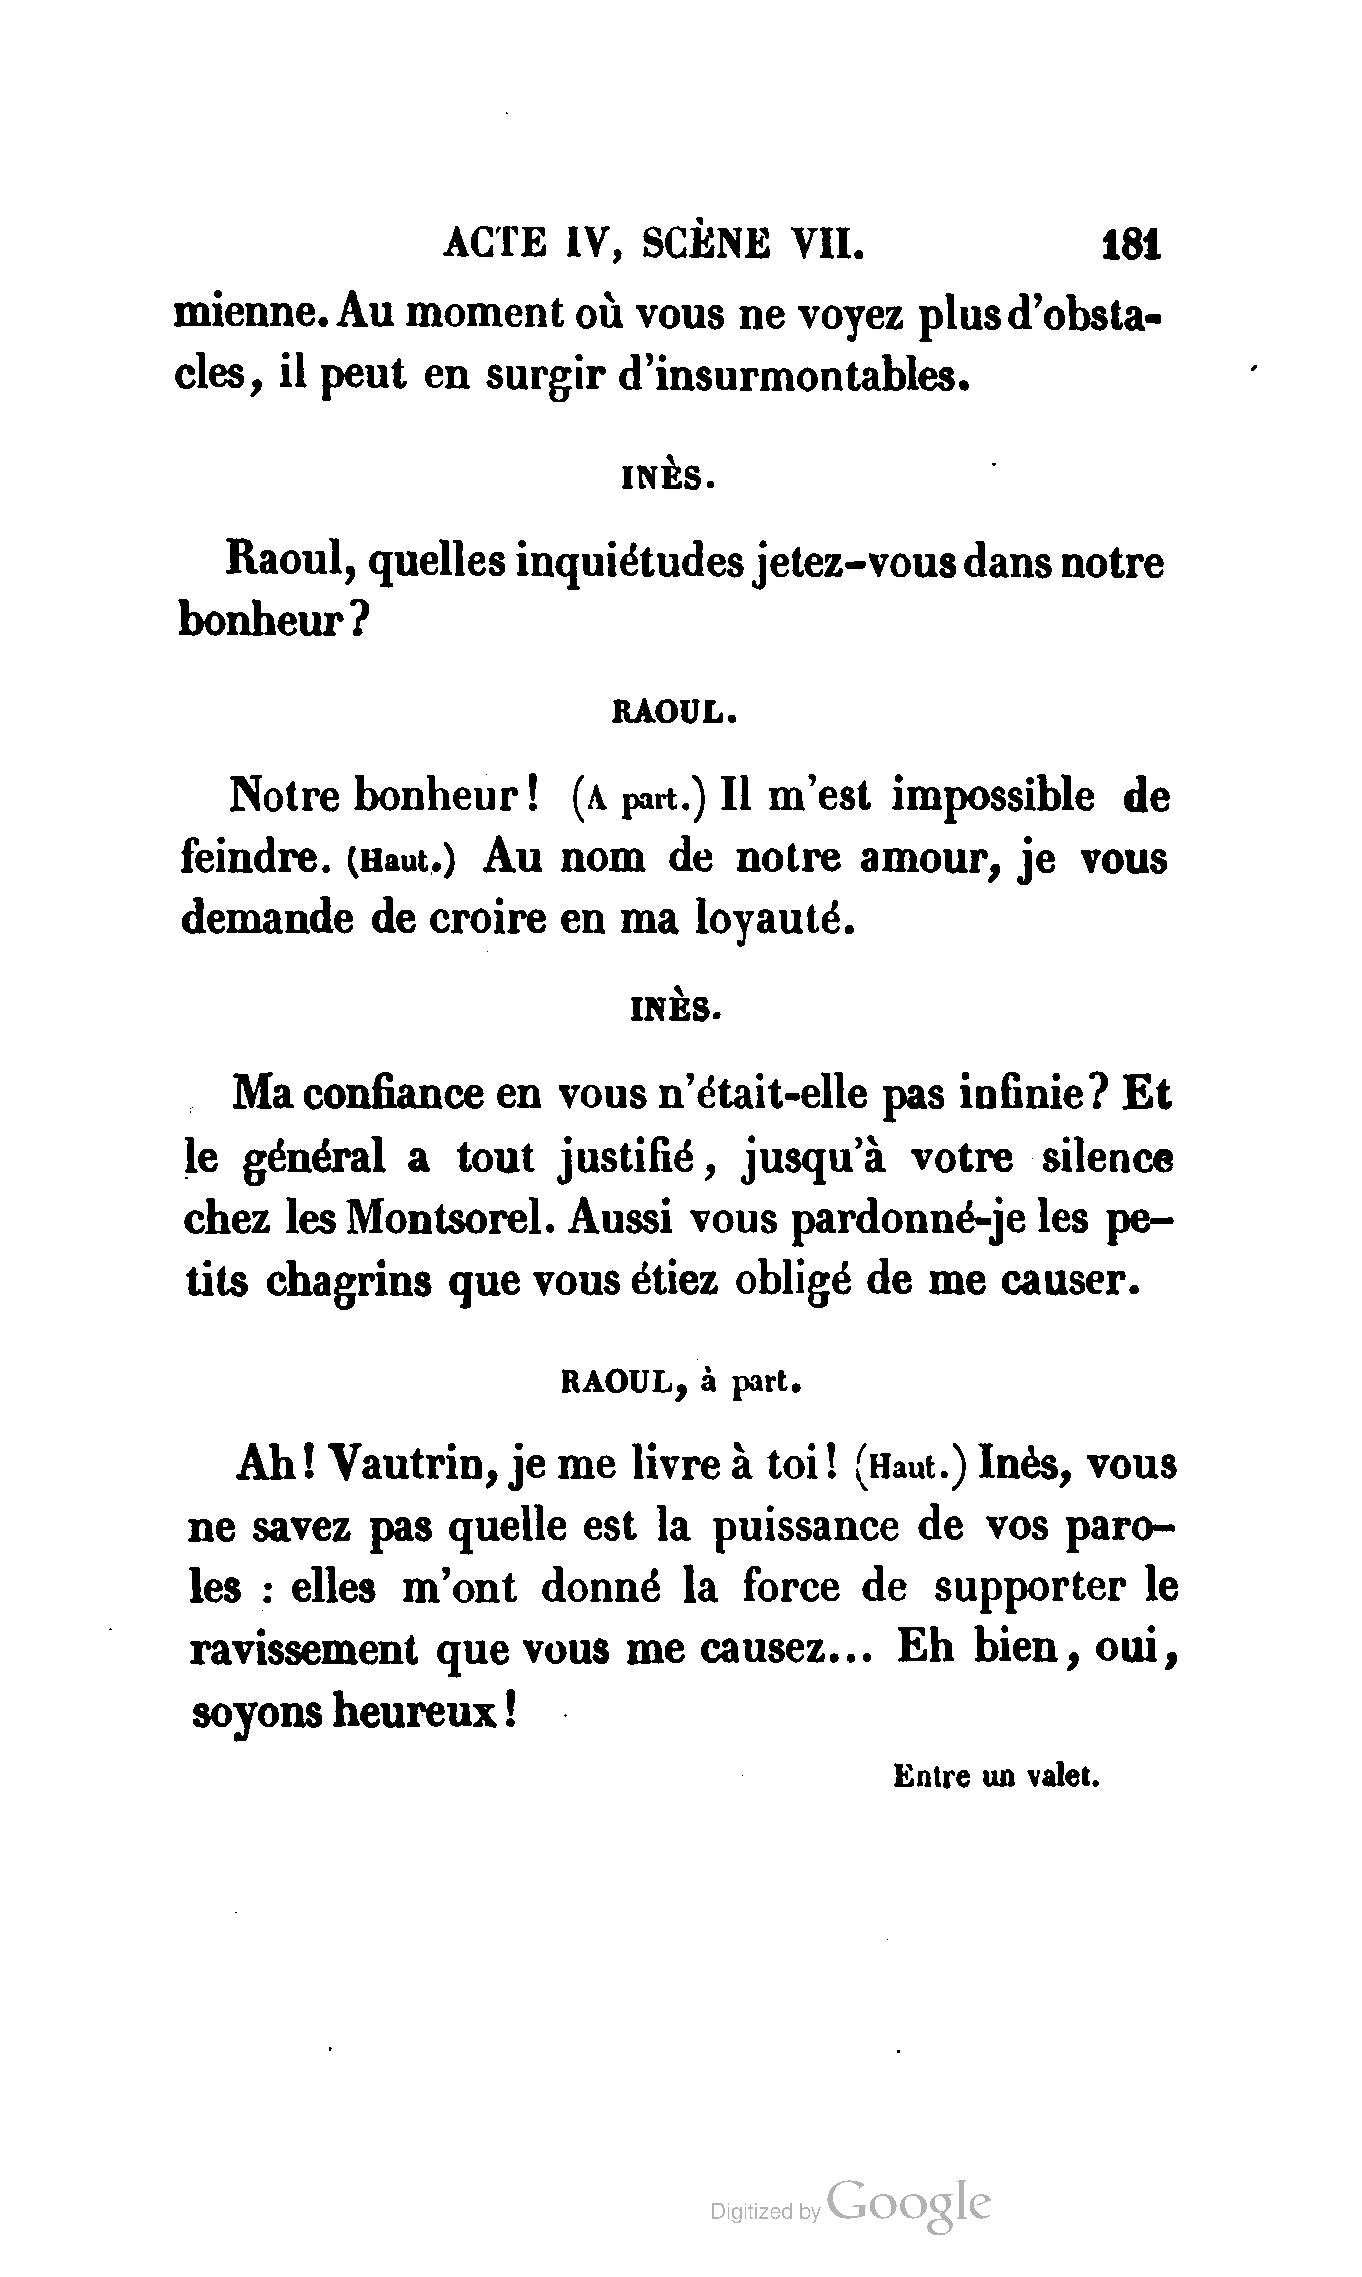 ACTE IV, SCÈNE VII. 181
mienne. Au moment où vous ne voyez plus d'obsta-
cles, il peut en surgir d'insurmontables.
INÈS.
Raoul, quelles inquiétudes jetez-vous dans notre
bonheur?
RAOUL.
Notre bonheur! (A part.) Il m'est impossible de
feindre. (Haut.) Au nom de notre amour, je vous
demande de croire en ma loyauté.
INÈS.
Ma confiance en vous n'était-elle pas infinie? Et
le général a tout justifié, jusqu'à votre silence
chez les Montsorel. Aussi vous pardonné-je les pe-
tits chagrins que vous étiez obligé de me causer.
RAOUL, à part.
Ah! Vautrin, je me livre à toi! (Haut.) Inès, vous
ne savez pas quelle est la puissance de vos paro-
les : elles m'ont donné la force de supporter le
ravissement que vous me causez... Eh bien, oui,
soyons heureux!
Entre un valet.
Digitized by Google